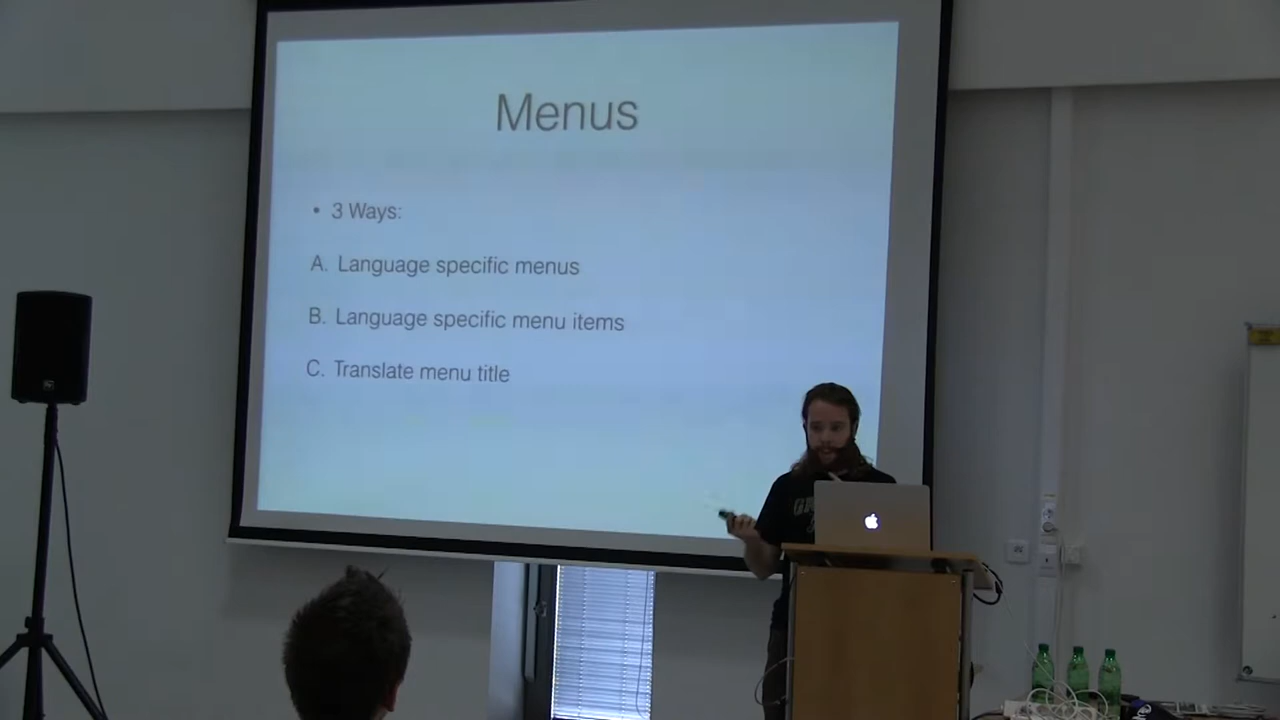 Menus
• 3 Ways:
A. Language specific menus
B. Language specific menu items
C. Translate menu title